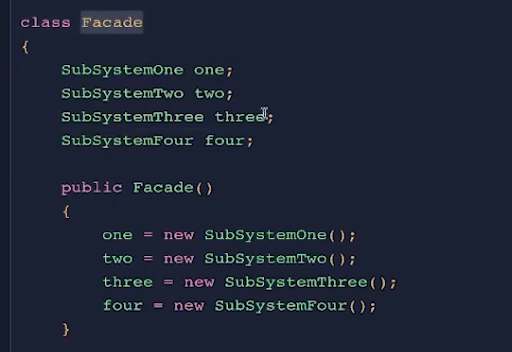 class Facade
{
SubSystemOne one;
SubSystemTwo two;
SubSystemThree three;
SubSystemFour four;
public Facade()
{
one = new SubSystemOne();
two = new SubSystemTwo();
three = new SubSystemThree();
four = new SubSystemFour();
}